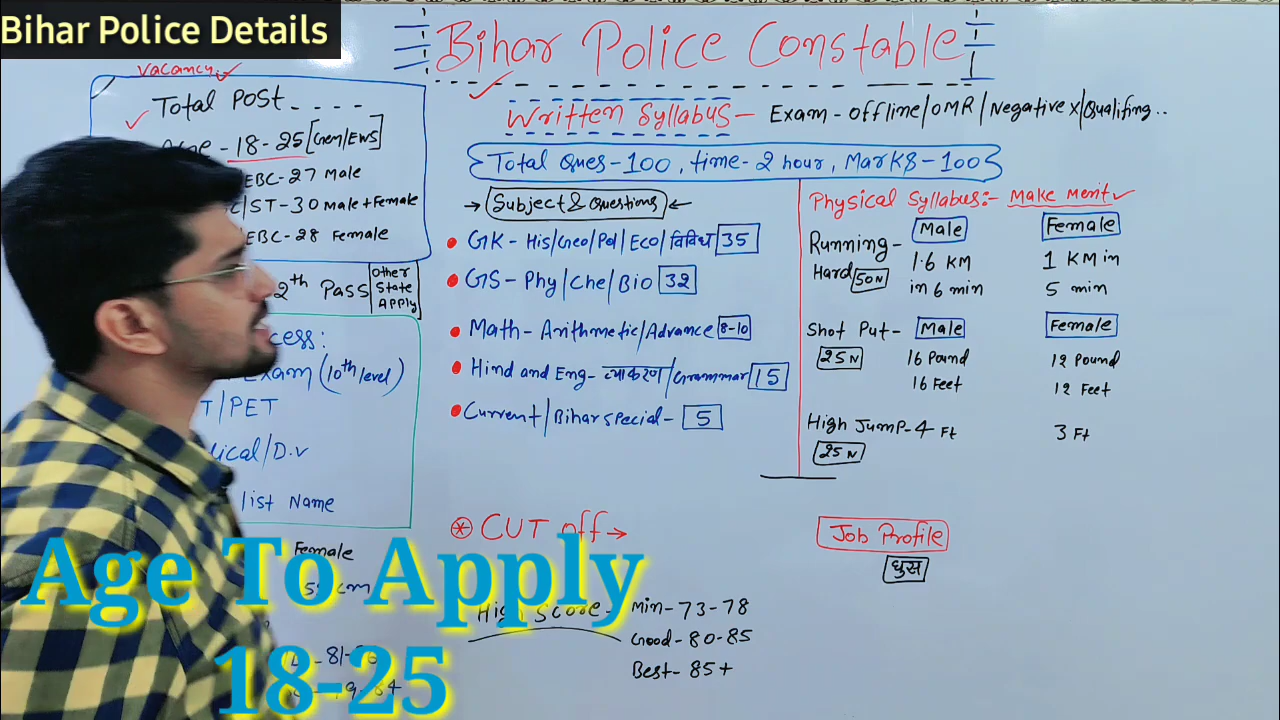 Bihar Police Details
Bihar Police Constable
Vacancy
Total Post - - - -
- 18-25 [Gen/EWS]
EBC-27 Male
/ST-30 Male+Female
EBC-28 Female
2th Pass
Other
State
Apply
cess:
Exam (10th level)
T/PET
ical/D.V
list Name
Female
Written Syllabus - Exam - offline/OMR/Negative x/Qualifing..
Total Ques-100, time-2 hour, Marks-100
→ Subject & Questions ←
GK - His/Geo/Pol/Eco/विविध 35
GS - Phy/Che/Bio 32
Math - Arithmetic/Advance 8-10
Hind and Eng - व्याकरण/Grammar 15
Current/Bihar special - 5
Physical Syllabus:- Make Merit
Male Female
Running - 1.6 KM 1 KM in
Hard 50 N in 6 min 5 min
Shot Put - Male Female
25 N 16 Pound 12 Pound
16 Feet 12 Feet
High Jump - 4 Ft 3 Ft
25 N
CUT off →
High Score - Min - 73-78
Good - 80-85
Best - 85+
Job Profile
घुस
Age To Apply
18-25